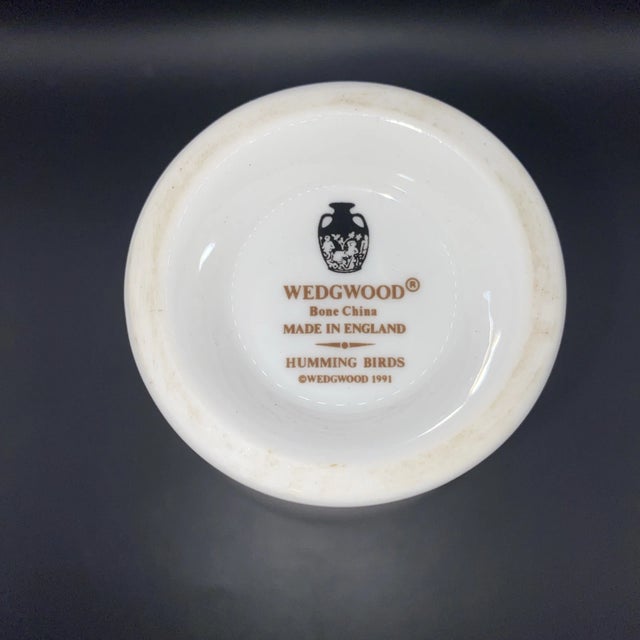 WEDGWOOD®
Bone China
MADE IN ENGLAND
HUMMING BIRDS
©WEDGWOOD 1991